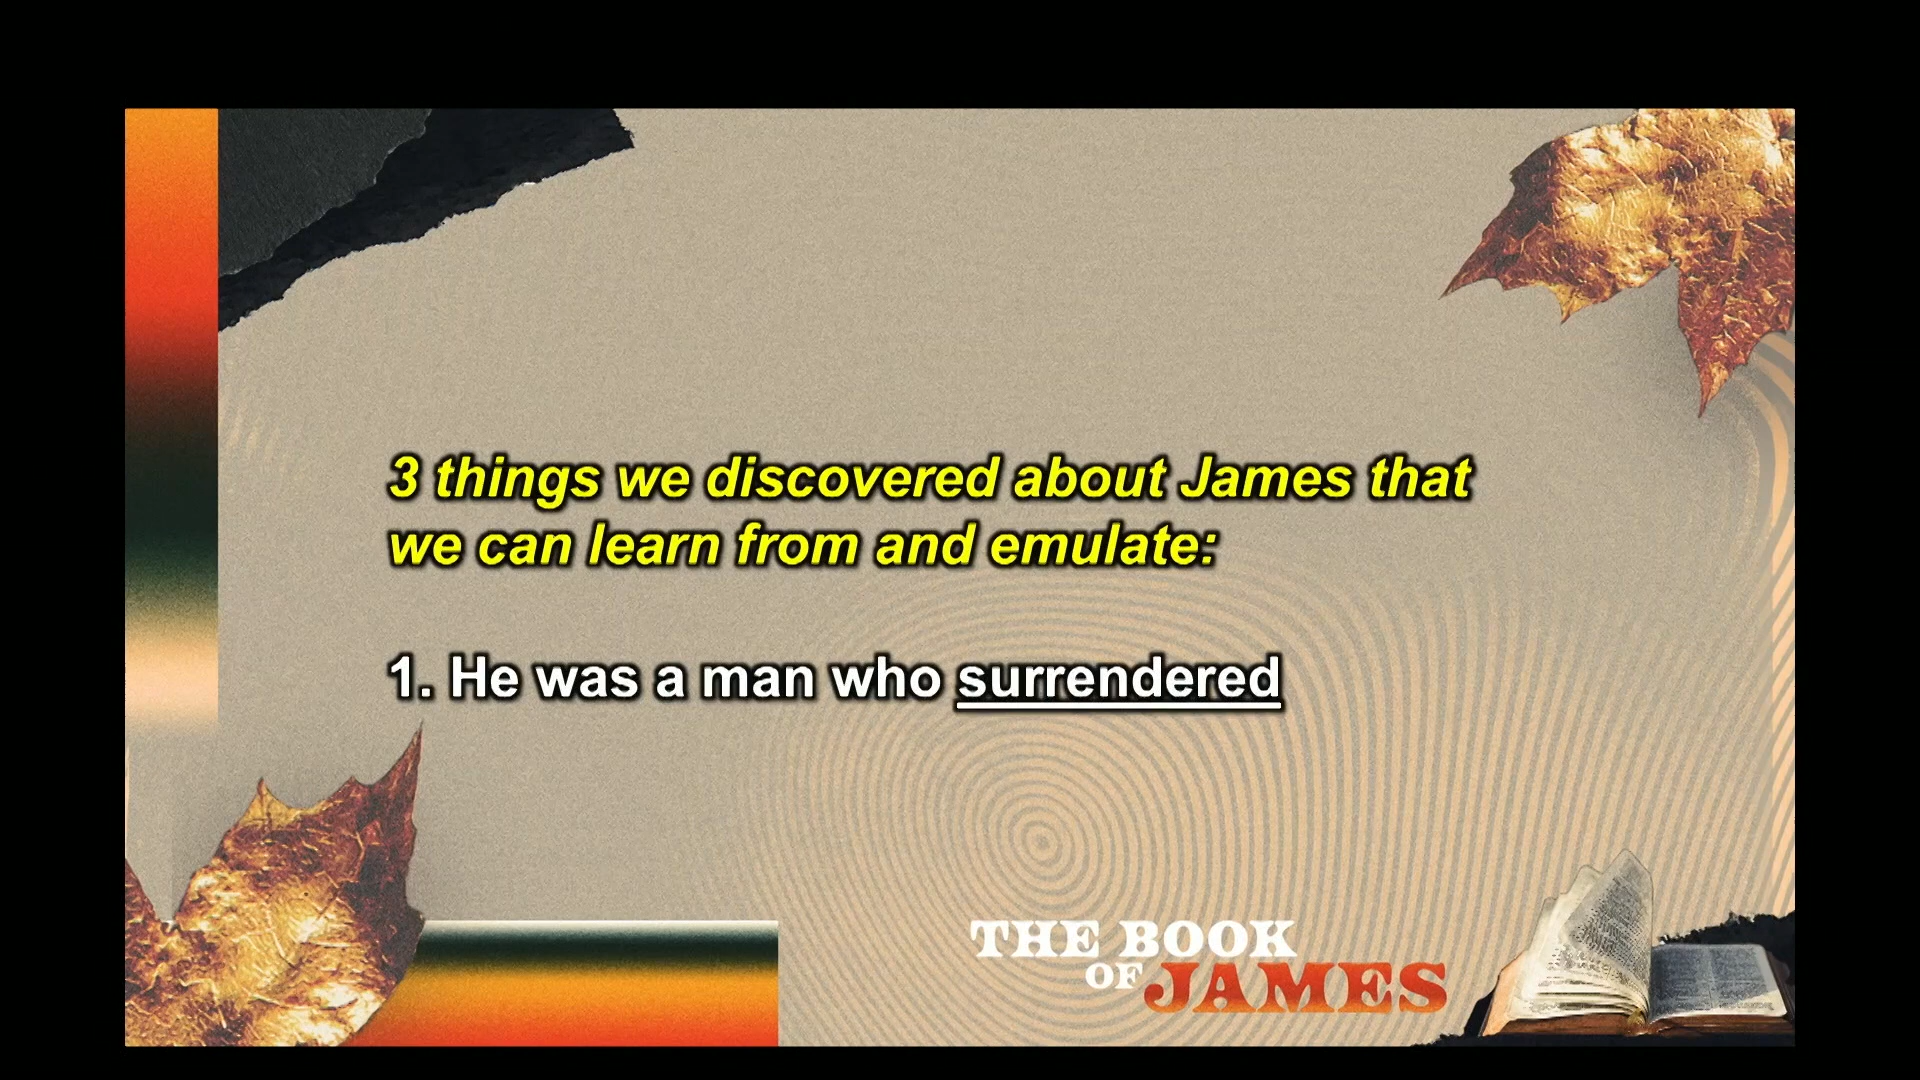 3 things we discovered about James that
we can learn from and emulate:
1. He was a man who surrendered
THE BOOK
OF JAMES